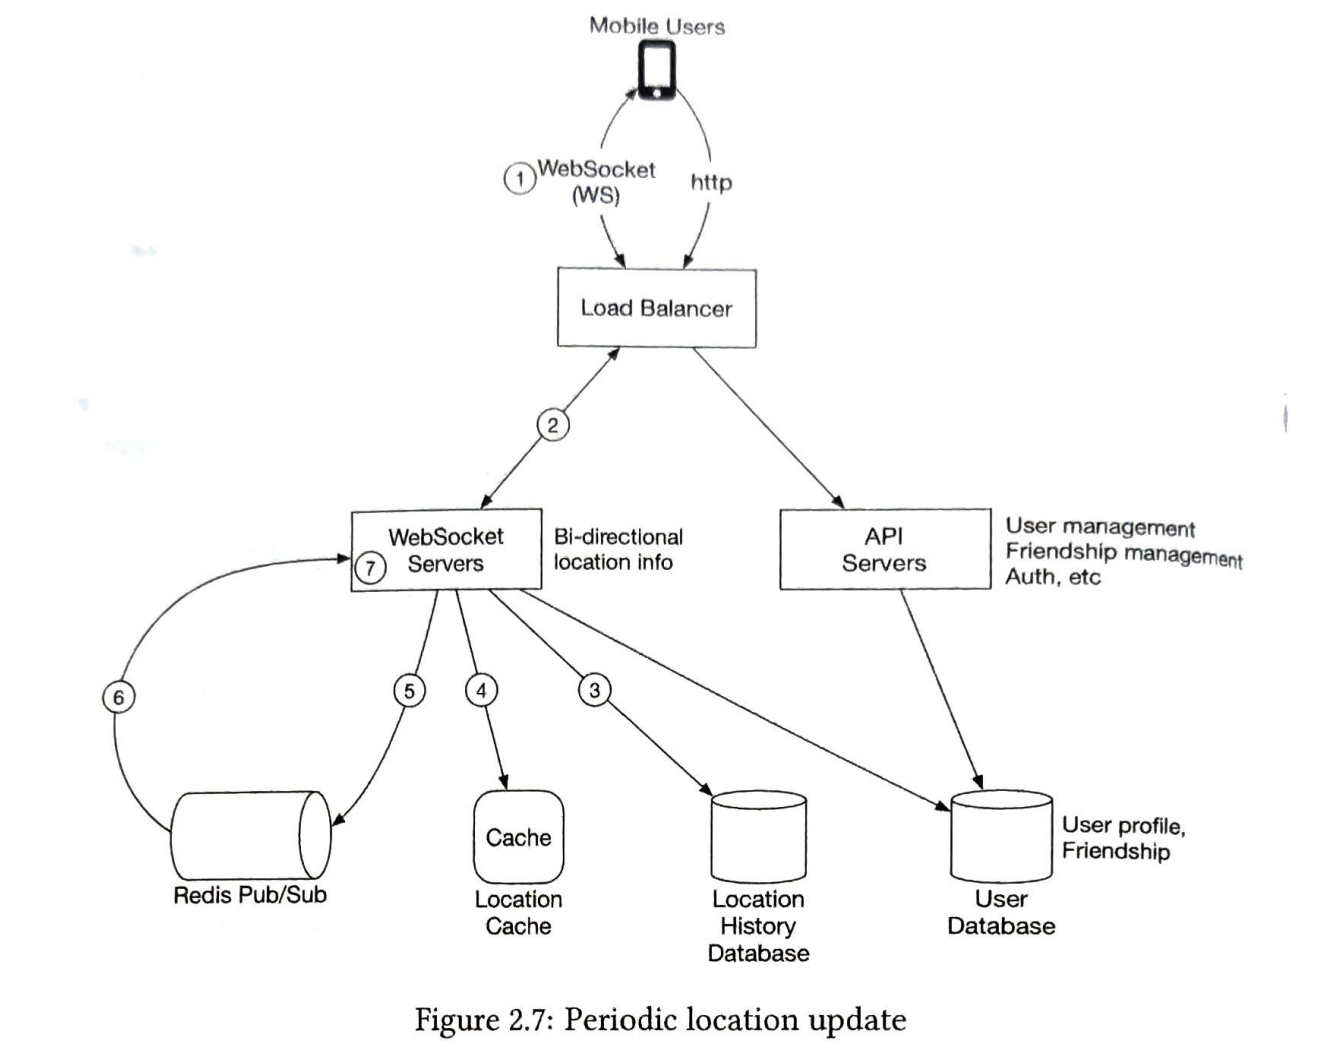 Mobile Users
1
WebSocket
(WS)
http
Load Balancer
2
WebSocket
Servers
7
Bi-directional
location info
API
Servers
User management
Friendship management
Auth, etc
6
5
4
3
Redis Pub/Sub
Cache
Location
Cache
Location
History
Database
User
Database
User profile,
Friendship
Figure 2.7: Periodic location update